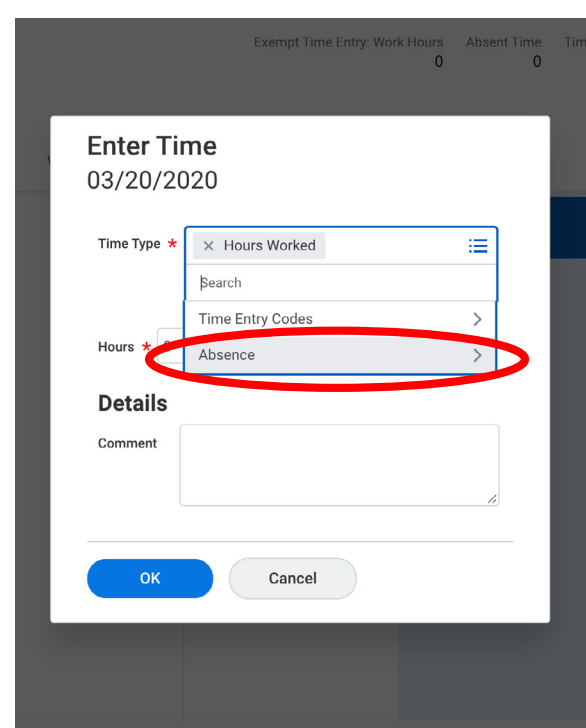 Exempt Time Entry: Work Hours Absent Time
0 0
Enter Time
03/20/2020
Time Type * × Hours Worked
Search
Time Entry Codes
Hours *
Absence
Details
Comment
OK Cancel